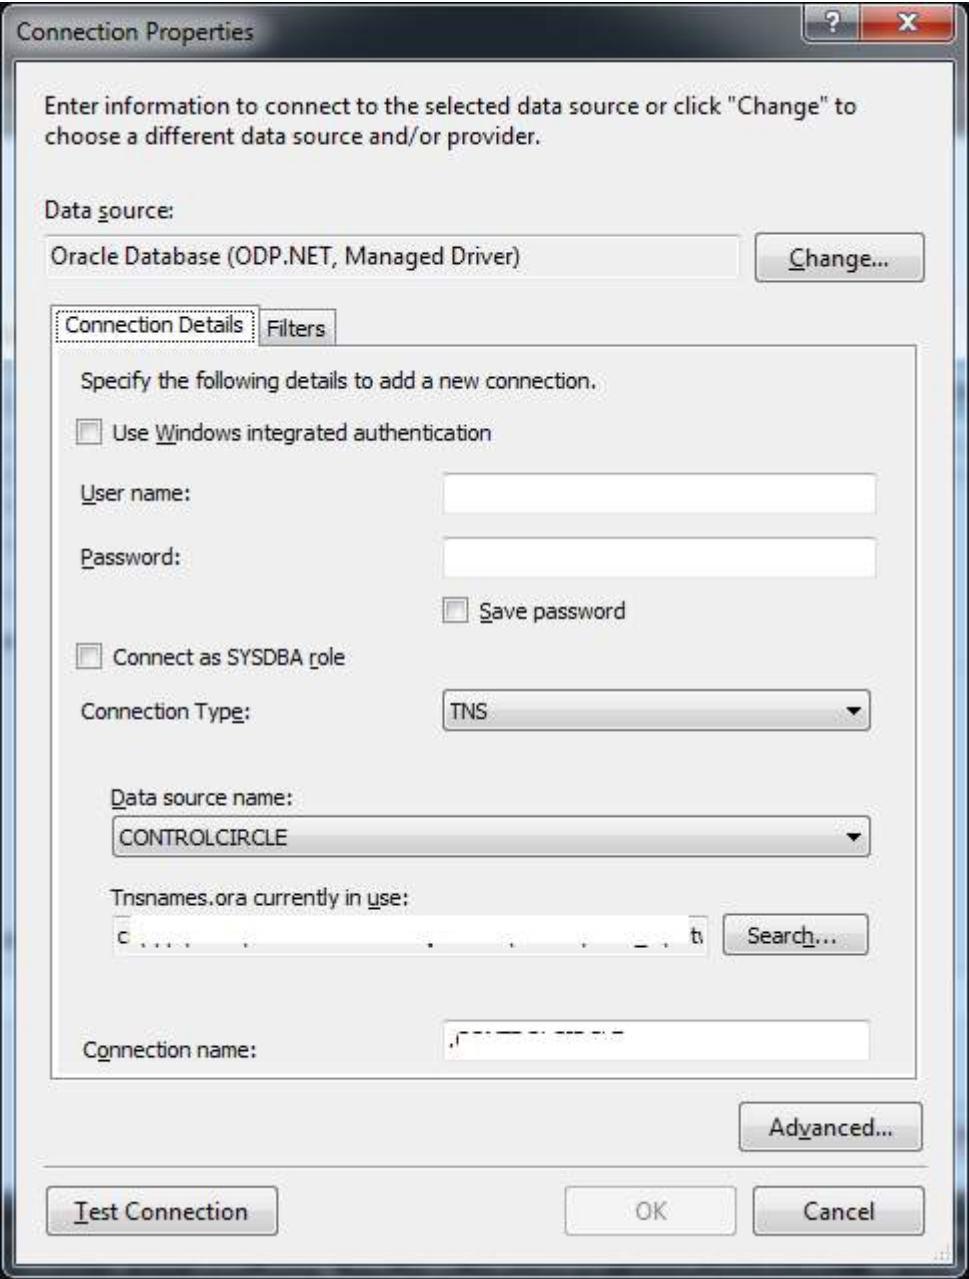 Connection Properties
?
Enter information to connect to the selected data source or click "Change" to
choose a different data source and/or provider.
Data source:
Oracle Database (ODP.NET, Managed Driver)
Change...
Connection Details
Filters
Specify the following details to add a new connection.
Use Windows integrated authentication
User name:
Password:
Save password
Connect as SYSDBA role
Connection Type:
TNS
Data source name:
CONTROLCIRCLE
Tnsnames.ora currently in use:
Search...
Connection name:
Advanced...
Test Connection
OK
Cancel